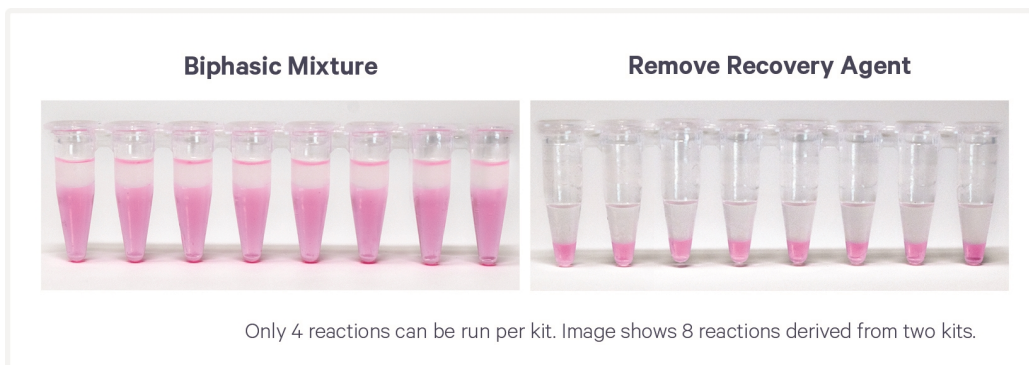 Biphasic Mixture
Remove Recovery Agent
Only 4 reactions can be run per kit. Image shows 8 reactions derived from two kits.